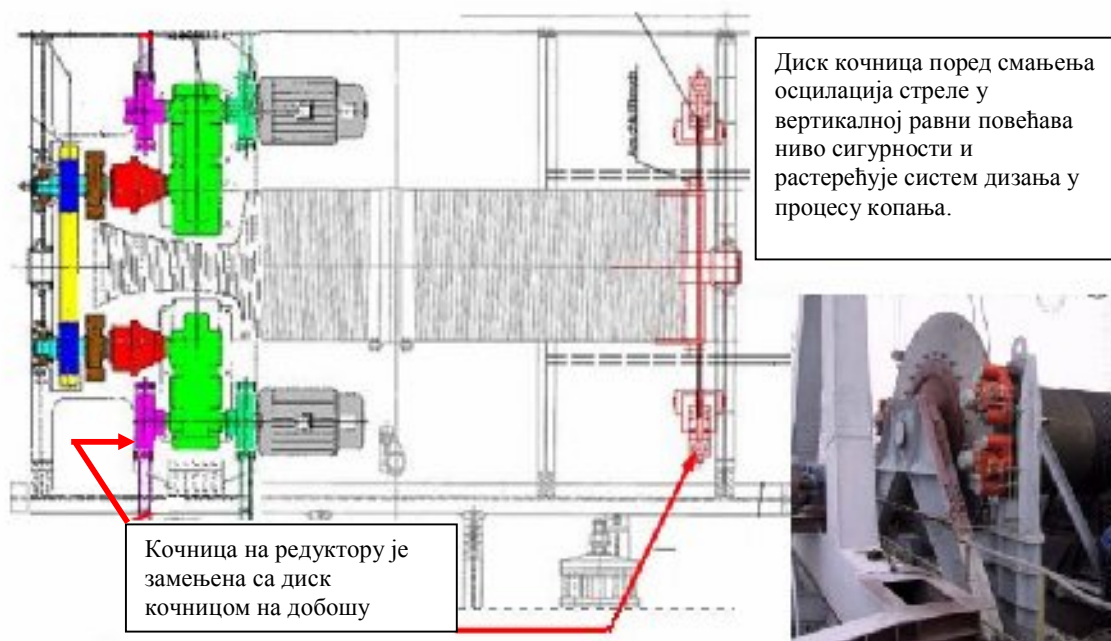 Диск кочница поред смањења
осцилација стреле у
вертикалној равни повећава
ниво сигурности и
растерећује систем дизања у
процесу копања.
Кочница на редуктору је
замењена са диск
кочницом на добошу